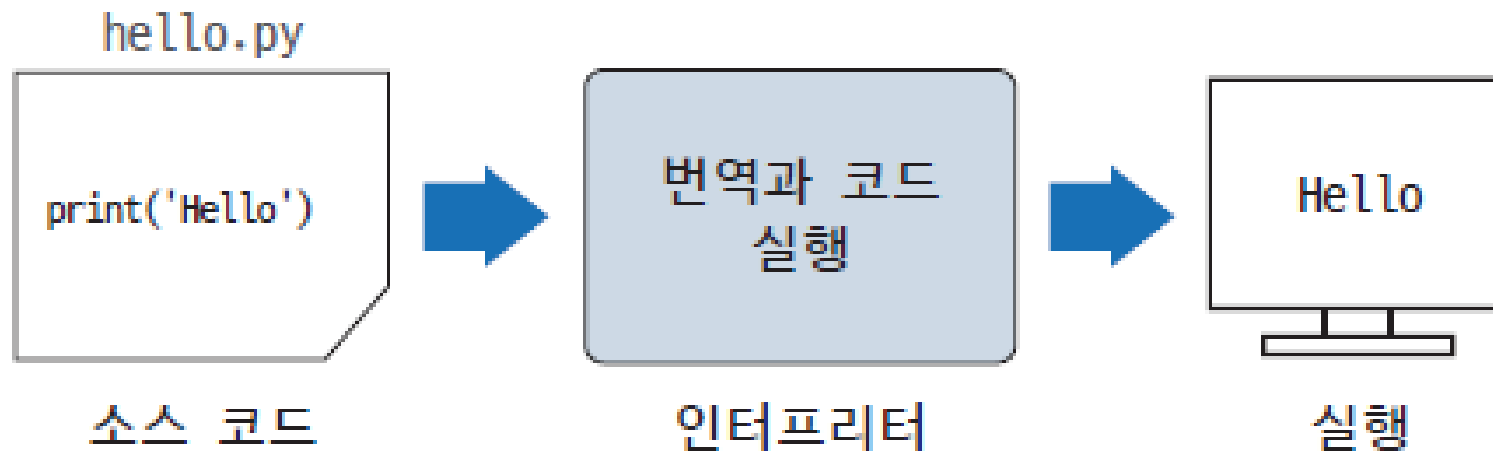 hello.py
print('Hello')
번역과 코드
실행
Hello
소스 코드
인터프리터
실행